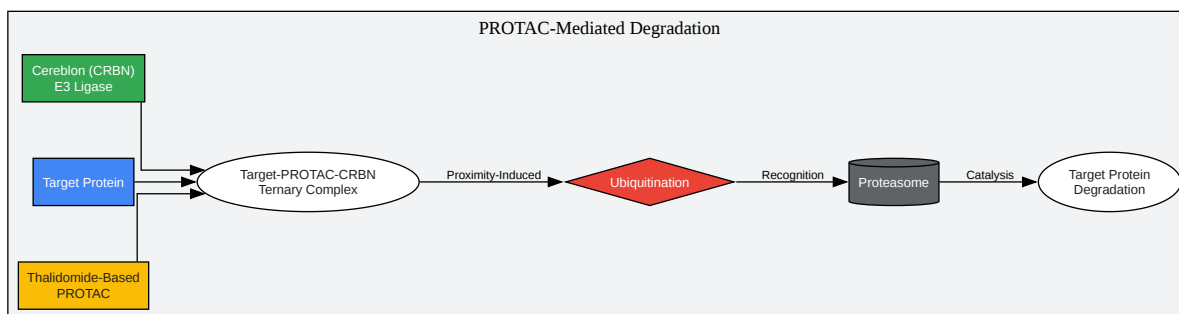 PROTAC-Mediated Degradation
Cereblon (CRBN)
E3 Ligase
Target Protein
Thalidomide-Based
PROTAC
Target-PROTAC-CRBN
Ternary Complex
Proximity-Induced
Ubiquitination
Recognition
Proteasome
Catalysis
Target Protein
Degradation